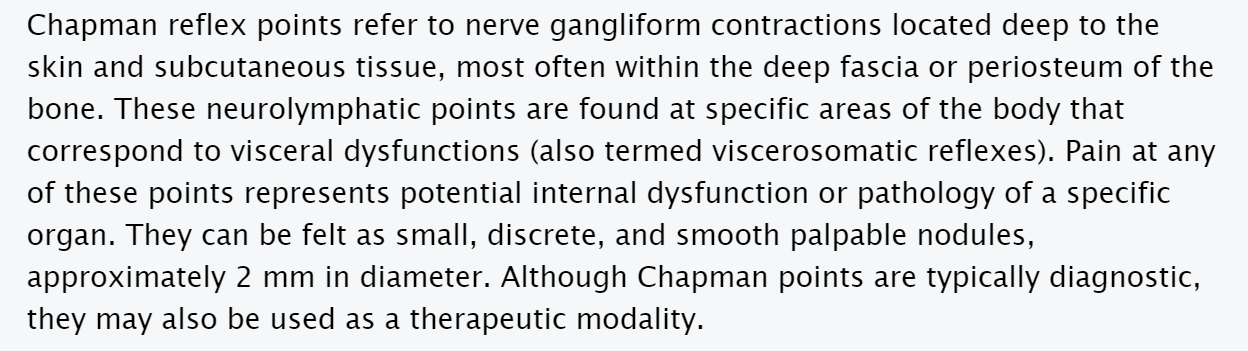 Chapman reflex points refer to nerve gangliform contractions located deep to the
skin and subcutaneous tissue, most often within the deep fascia or periosteum of the
bone. These neurolymphatic points are found at specific areas of the body that
correspond to visceral dysfunctions (also termed viscerosomatic reflexes). Pain at any
of these points represents potential internal dysfunction or pathology of a specific
organ. They can be felt as small, discrete, and smooth palpable nodules,
approximately 2 mm in diameter. Although Chapman points are typically diagnostic,
they may also be used as a therapeutic modality.